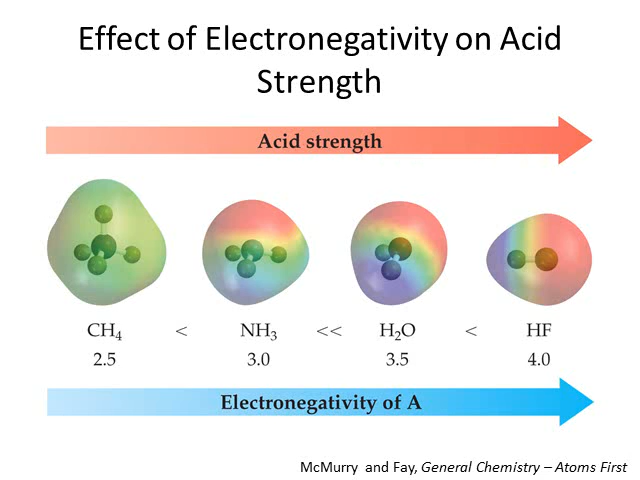 Effect of Electronegativity on Acid
Strength
Acid strength
CH₄ < NH₃ << H₂O < HF
2.5 3.0 3.5 4.0
Electronegativity of A
McMurry and Fay, General Chemistry – Atoms First